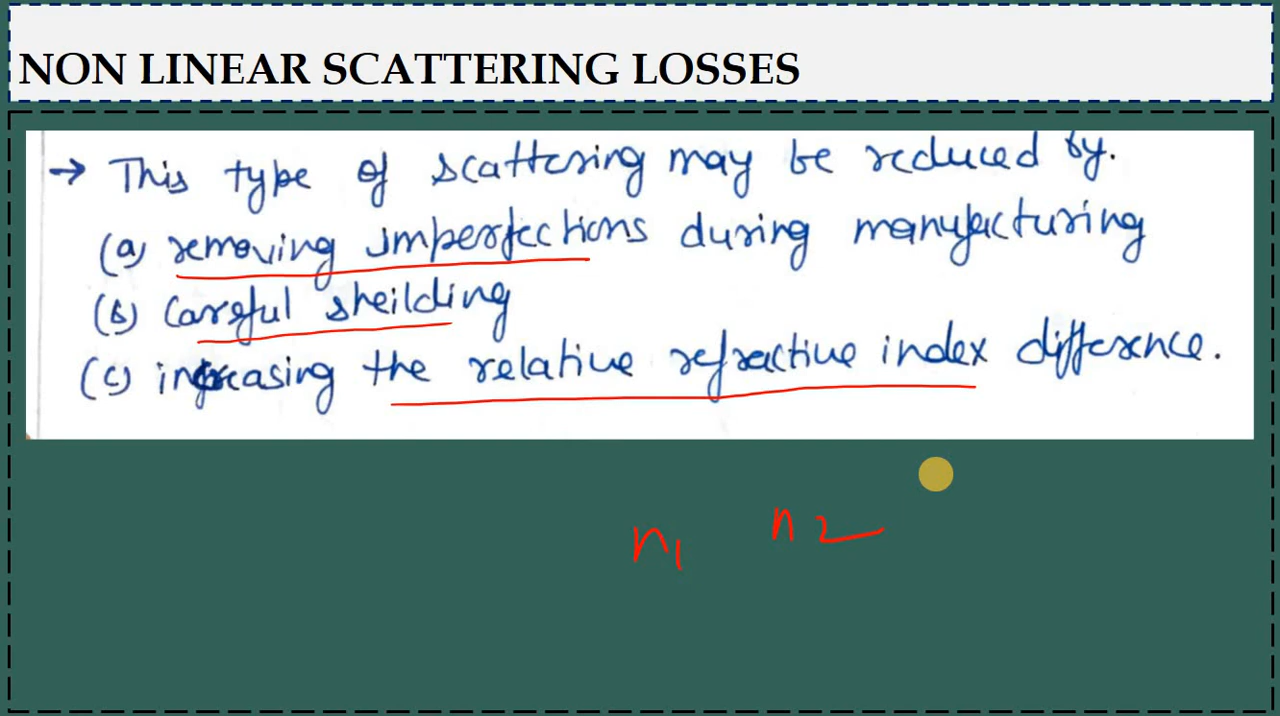 NON LINEAR SCATTERING LOSSES
→ This type of scattering may be reduced by.
(a) removing imperfections during manufacturing
(b) careful sheilding
(c) increasing the relative refractive index difference.
n1 n2